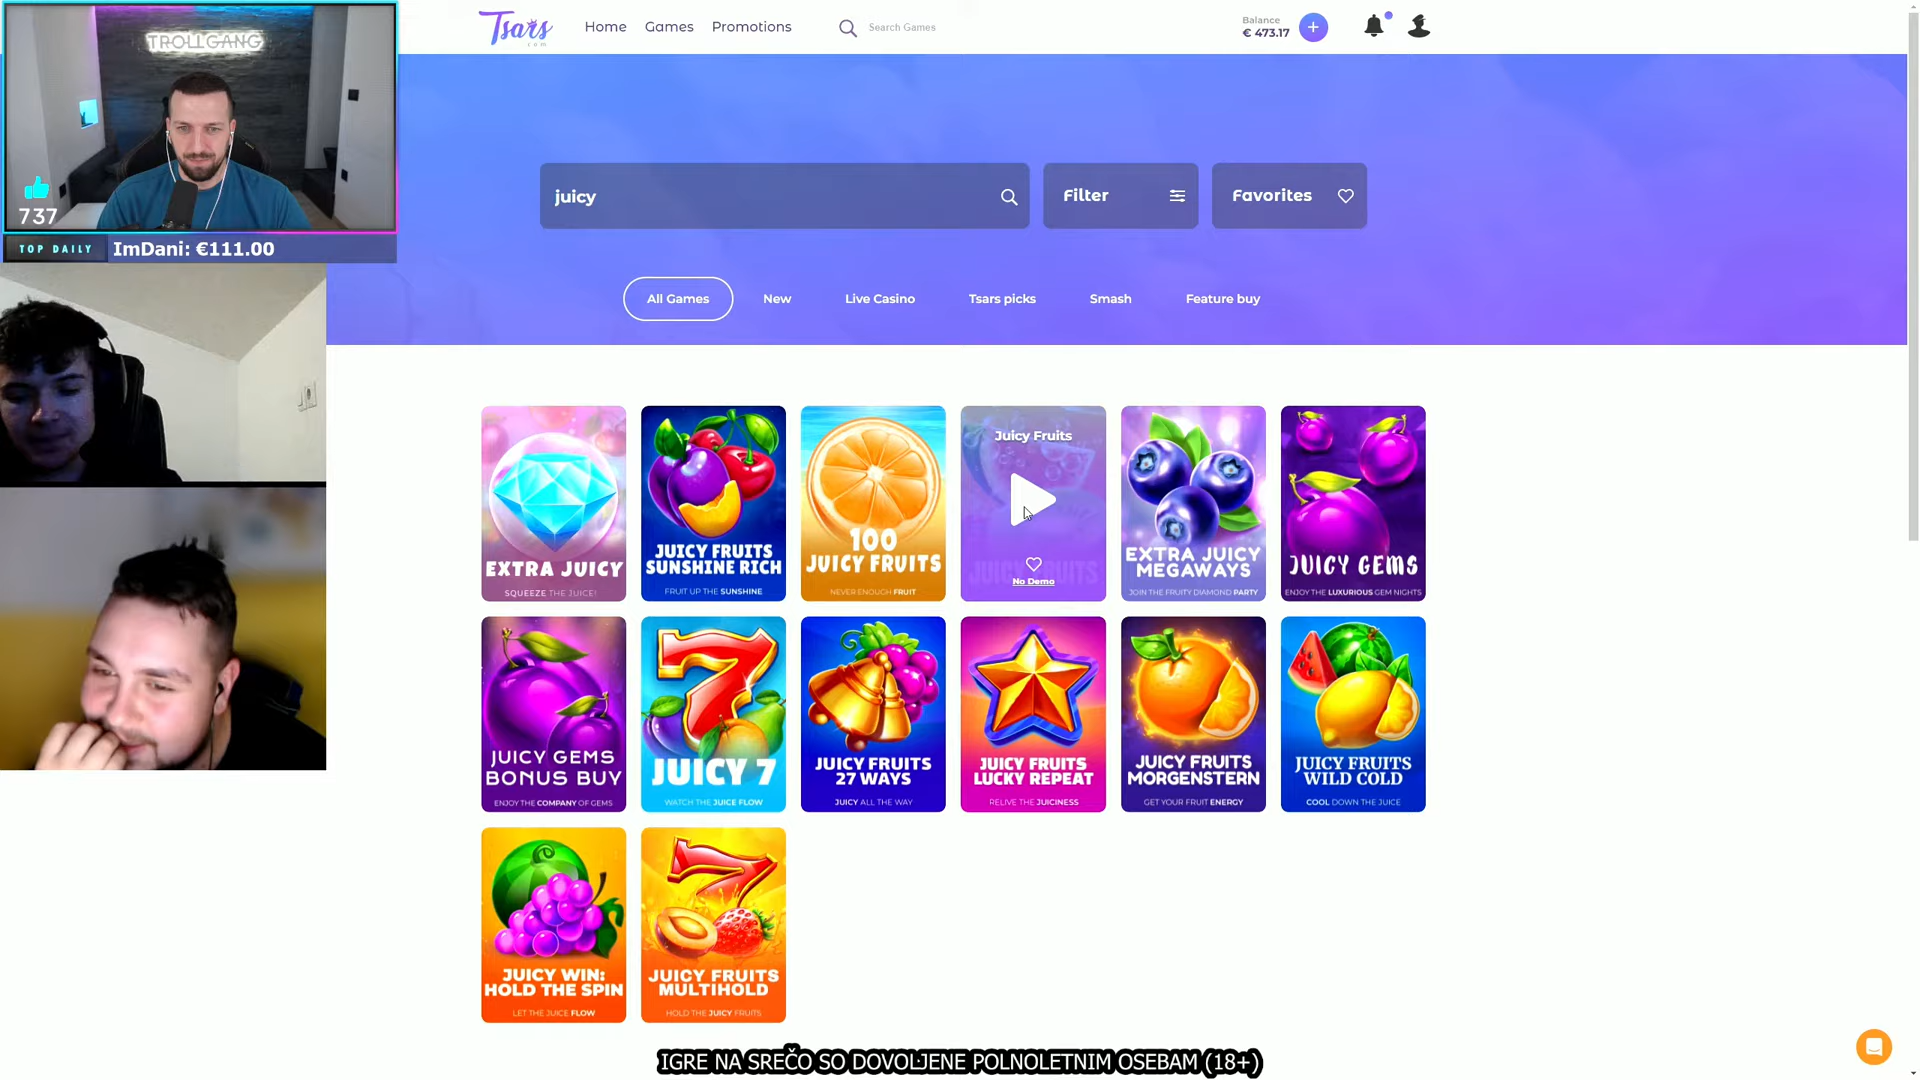 TROLLGANG
737
TOP DAILY
ImDani: €111.00
Tsars
.com
Home
Games
Promotions
Search Games
Balance
€ 473.17
juicy
Filter
Favorites
All Games
New
Live Casino
Tsars picks
Smash
Feature buy
EXTRA JUICY
SQUEEZE THE JUICE!
JUICY FRUITS
SUNSHINE RICH
FRUIT UP THE SUNSHINE
100
JUICY FRUITS
NEVER ENOUGH FRUIT
Juicy Fruits
JUICY FRUITS
No Demo
EXTRA JUICY
MEGAWAYS
JOIN THE FRUITY DIAMOND PARTY
JUICY GEMS
ENJOY THE LUXURIOUS GEM NIGHTS
JUICY GEMS
BONUS BUY
ENJOY THE COMPANY OF GEMS
JUICY 7
WATCH THE JUICE FLOW
JUICY FRUITS
27 WAYS
JUICY ALL THE WAY
JUICY FRUITS
LUCKY REPEAT
RELIVE THE JUICINESS
JUICY FRUITS
MORGENSTERN
GET YOUR FRUIT ENERGY
JUICY FRUITS
WILD COLD
COOL DOWN THE JUICE
JUICY WIN:
HOLD THE SPIN
LET THE JUICE FLOW
JUICY FRUITS
MULTIHOLD
HOLD THE JUICY FRUITS
IGRE NA SREČO SO DOVOLJENE POLNOLETNIM OSEBAM (18+)